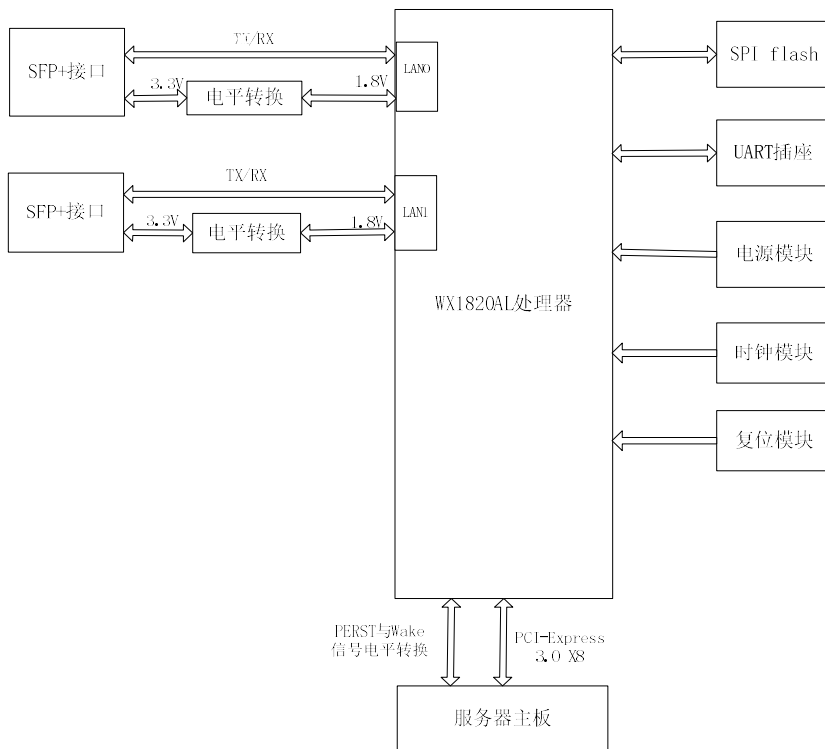 SFP+接口
/RX
3.3V
电平转换
1.8V
LAN0
SFP+接口
TX/RX
3.3V
电平转换
1.8V
LAN1
WX1820AL处理器
SPI flash
UART插座
电源模块
时钟模块
复位模块
PERST与Wake
信号电平转换
PCI-Express
3.0 X8
服务器主板